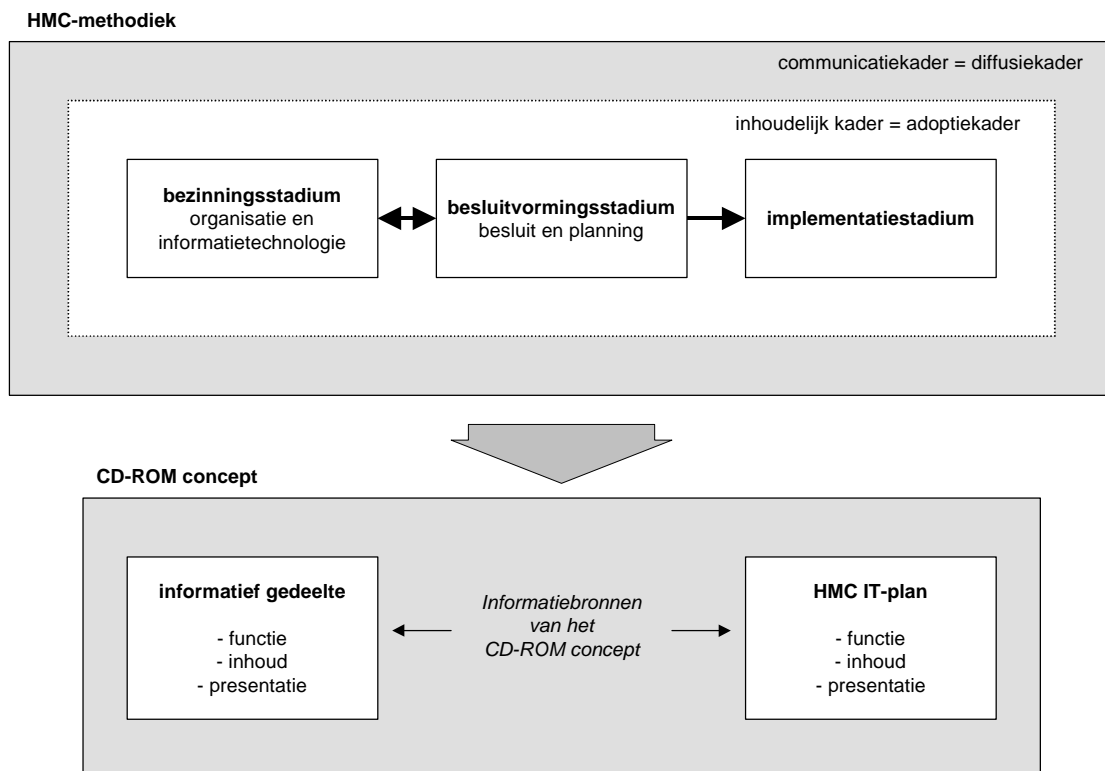 HMC-methodiek
communicatiekader = diffusiekader
inhoudelijk kader = adoptiekader
bezinningsstadium
organisatie en
informatietechnologie
besluitvormingsstadium
besluit en planning
implementatiestadium
CD-ROM concept
informatief gedeelte
- functie
- inhoud
- presentatie
Informatiebronnen
van het
CD-ROM concept
HMC IT-plan
- functie
- inhoud
- presentatie